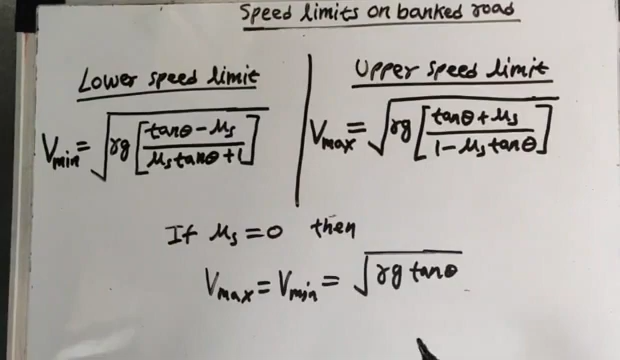 Speed limits on banked road
Lower speed limit
Vmin = √rg [tanθ - μs / μs tanθ + 1]
Upper speed limit
Vmax = √rg [tanθ + μs / 1 - μs tanθ]
If μs = 0 then
Vmax = Vmin = √rg tanθ